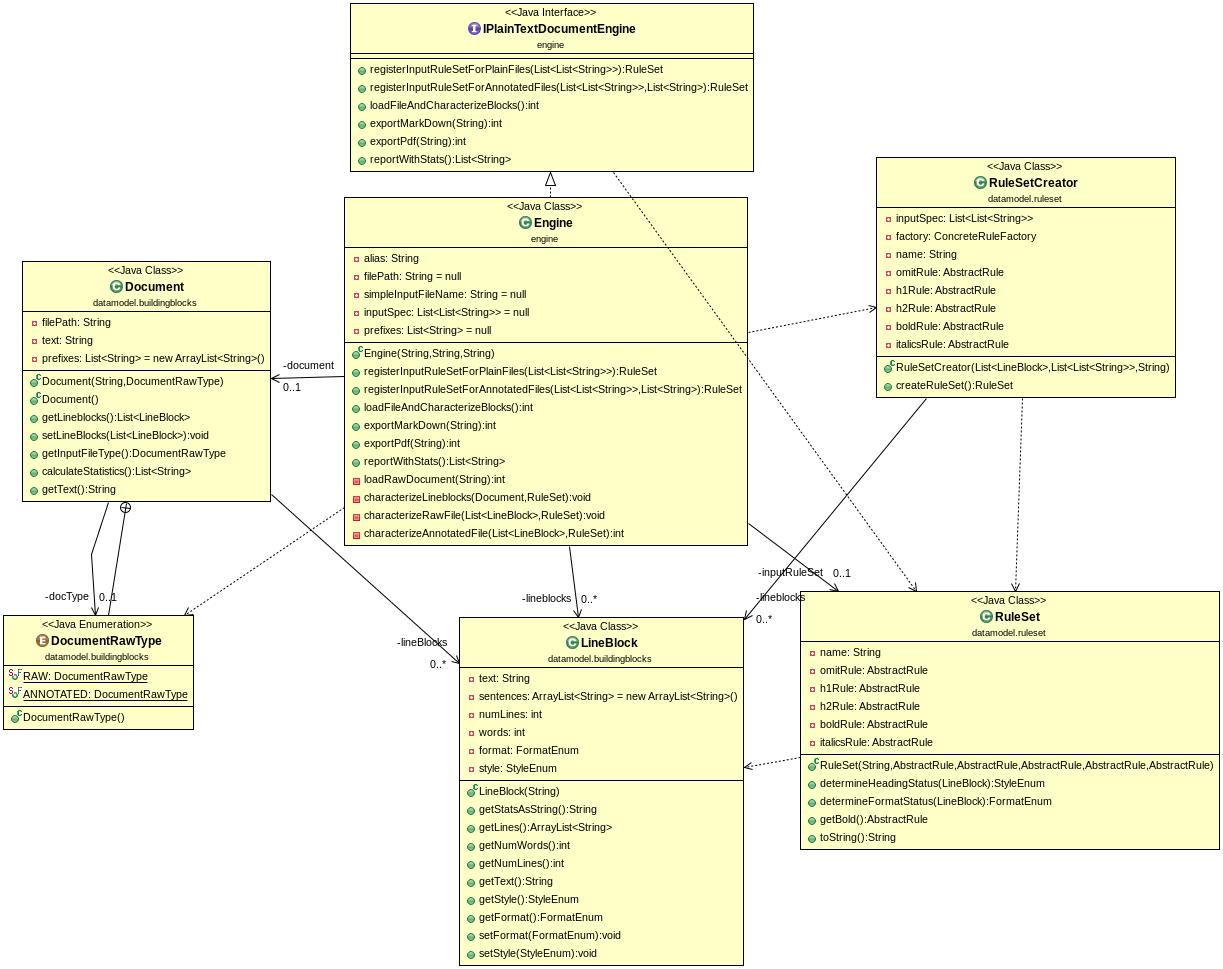 <<Java Interface>>
IPlainTextDocumentEngine
engine
registerInputRuleSetForPlainFiles(List<List<String>>):RuleSet
registerInputRuleSetForAnnotatedFiles(List<List<String>>,List<String>):RuleSet
loadFileAndCharacterizeBlocks():int
exportMarkDown(String):int
exportPdf(String):int
reportWithStats():List<String>
<<Java Class>>
RuleSetCreator
datamodel.ruleset
inputSpec: List<List<String>>
factory: ConcreteRuleFactory
name: String
omitRule: AbstractRule
h1Rule: AbstractRule
h2Rule: AbstractRule
boldRule: AbstractRule
italicsRule: AbstractRule
RuleSetCreator(List<LineBlock>,List<List<String>>,String)
createRuleSet():RuleSet
<<Java Class>>
Engine
engine
alias: String
filePath: String = null
simpleInputFileName: String = null
inputSpec: List<List<String>> = null
prefixes: List<String> = null
Engine(String,String,String)
registerInputRuleSetForPlainFiles(List<List<String>>):RuleSet
registerInputRuleSetForAnnotatedFiles(List<List<String>>,List<String>):RuleSet
loadFileAndCharacterizeBlocks():int
exportMarkDown(String):int
exportPdf(String):int
reportWithStats():List<String>
loadRawDocument(String):int
characterizeLineblocks(Document,RuleSet):void
characterizeRawFile(List<LineBlock>,RuleSet):void
characterizeAnnotatedFile(List<LineBlock>,RuleSet):int
<<Java Class>>
Document
datamodel.buildingblocks
filePath: String
text: String
prefixes: List<String> = new ArrayList<String>()
Document(String,DocumentRawType)
Document()
getLineblocks():List<LineBlock>
setLineBlocks(List<LineBlock>):void
getInputFileType():DocumentRawType
calculateStatistics():List<String>
getText():String
-document
0..1
-docType
0..1
-lineBlocks
0..*
-lineblocks
0..*
-inputRuleSet
0..1
-lineblocks
0..*
<<Java Enumeration>>
DocumentRawType
datamodel.buildingblocks
RAW: DocumentRawType
ANNOTATED: DocumentRawType
DocumentRawType()
<<Java Class>>
LineBlock
datamodel.buildingblocks
text: String
sentences: ArrayList<String> = new ArrayList<String>()
numLines: int
words: int
format: FormatEnum
style: StyleEnum
LineBlock(String)
getStatsAsString():String
getLines():ArrayList<String>
getNumWords():int
getNumLines():int
getText():String
getStyle():StyleEnum
getFormat():FormatEnum
setFormat(FormatEnum):void
setStyle(StyleEnum):void
<<Java Class>>
RuleSet
datamodel.ruleset
name: String
omitRule: AbstractRule
h1Rule: AbstractRule
h2Rule: AbstractRule
boldRule: AbstractRule
italicsRule: AbstractRule
RuleSet(String,AbstractRule,AbstractRule,AbstractRule,AbstractRule,AbstractRule)
determineHeadingStatus(LineBlock):StyleEnum
determineFormatStatus(LineBlock):FormatEnum
getBold():AbstractRule
toString():String